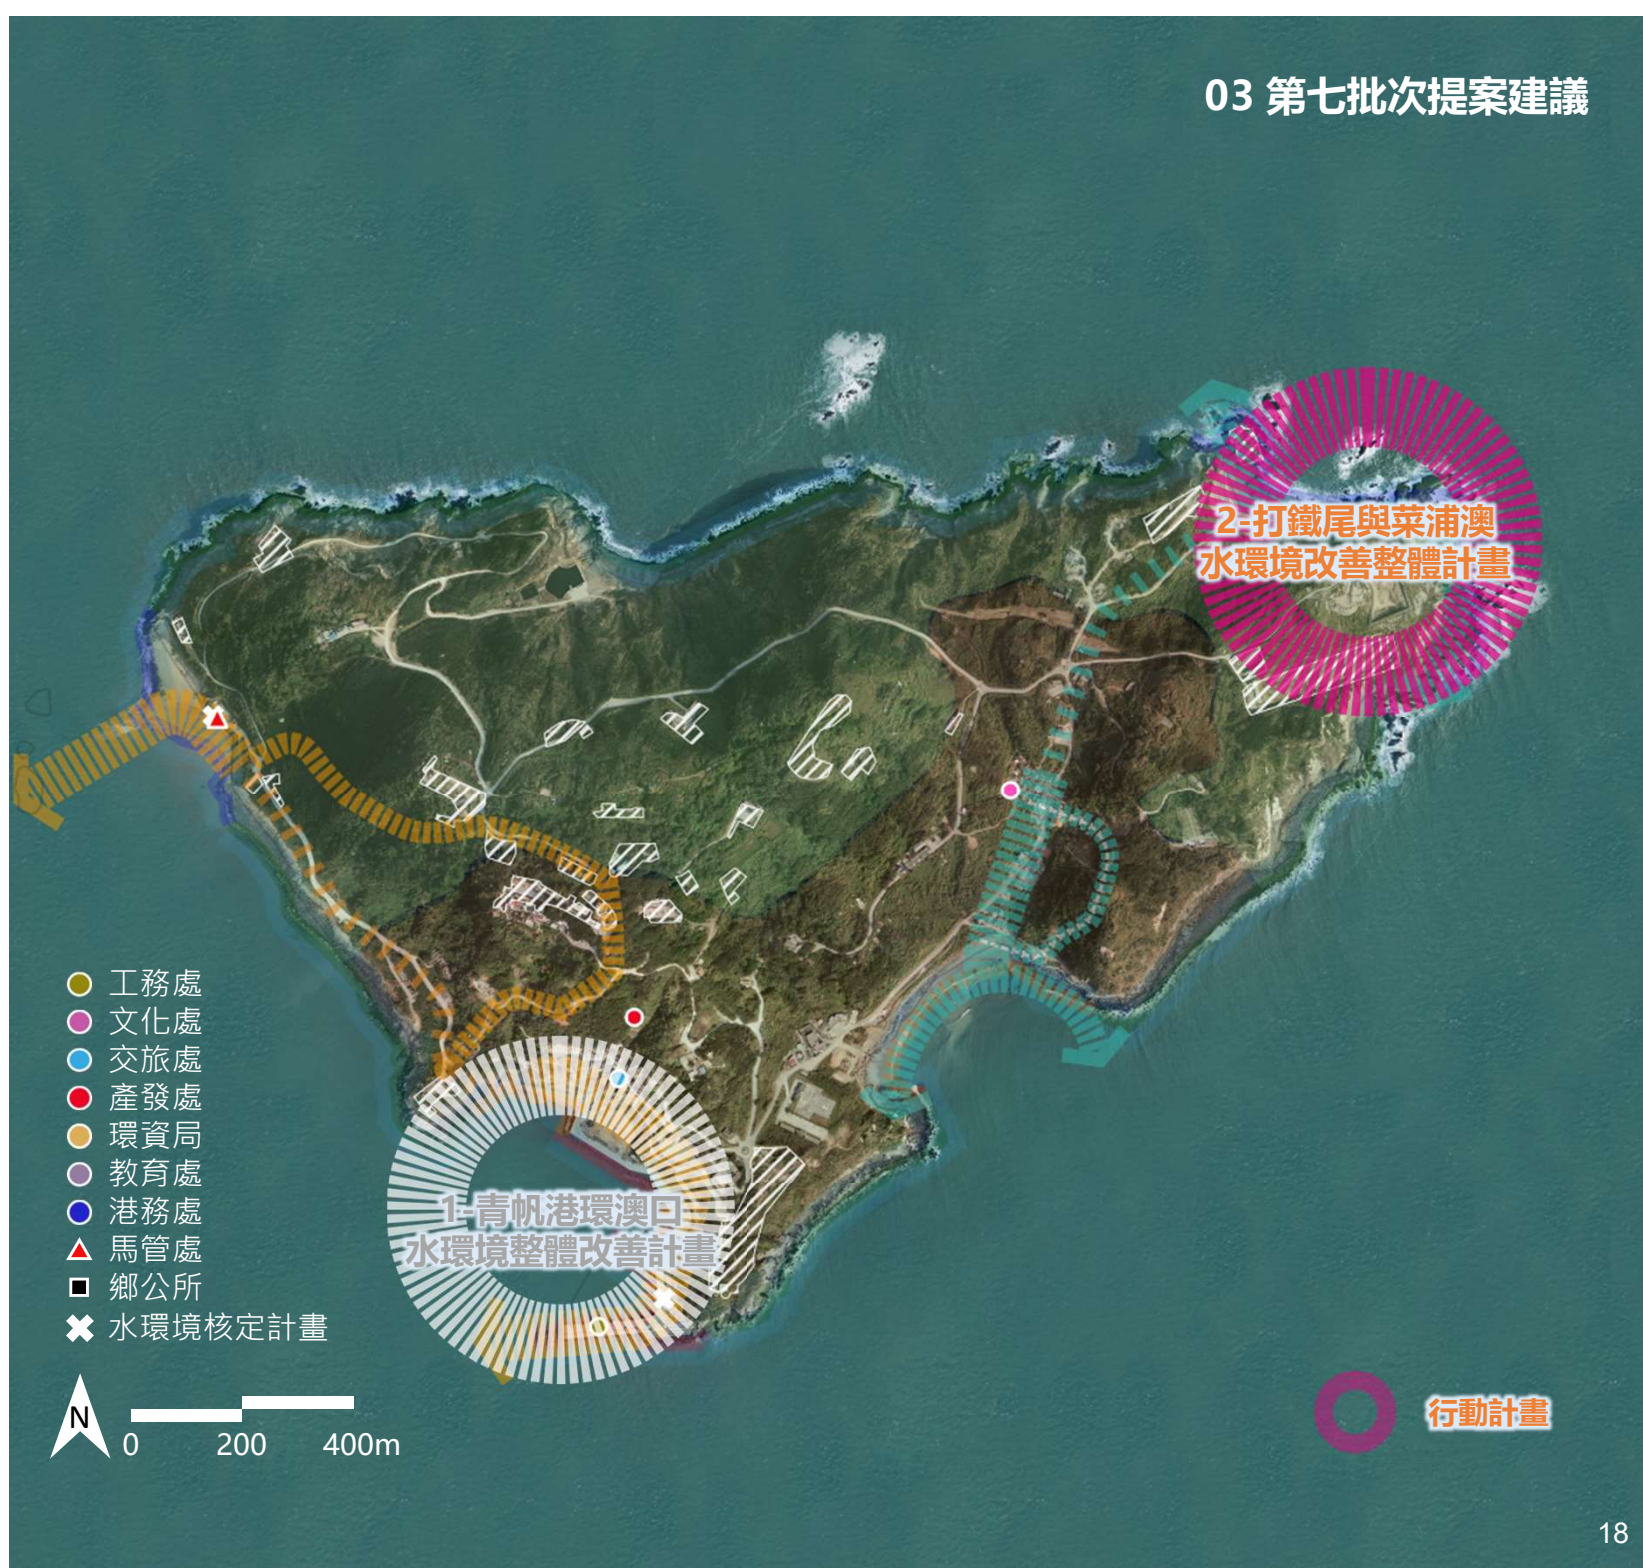 03 第七批次提案建議
2-打鐵尾與菜浦澳
水環境改善整體計畫
1-青帆港環澳口
水環境整體改善計畫
工務處
文化處
交旅處
產發處
環資局
教育處
港務處
馬管處
鄉公所
水環境核定計畫
N
0 200 400m
行動計畫
18